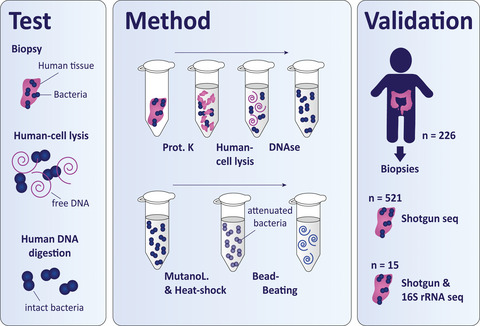 Test
Biopsy
Human tissue
Bacteria
Human-cell lysis
free DNA
Human DNA
digestion
intact bacteria
Method
Prot. K
Human-
cell lysis
DNAse
attenuated
bacteria
MutanoL.
& Heat-shock
Bead-
Beating
Validation
n = 226
Biopsies
n = 521
Shotgun seq
n = 15
Shotgun &
16S rRNA seq